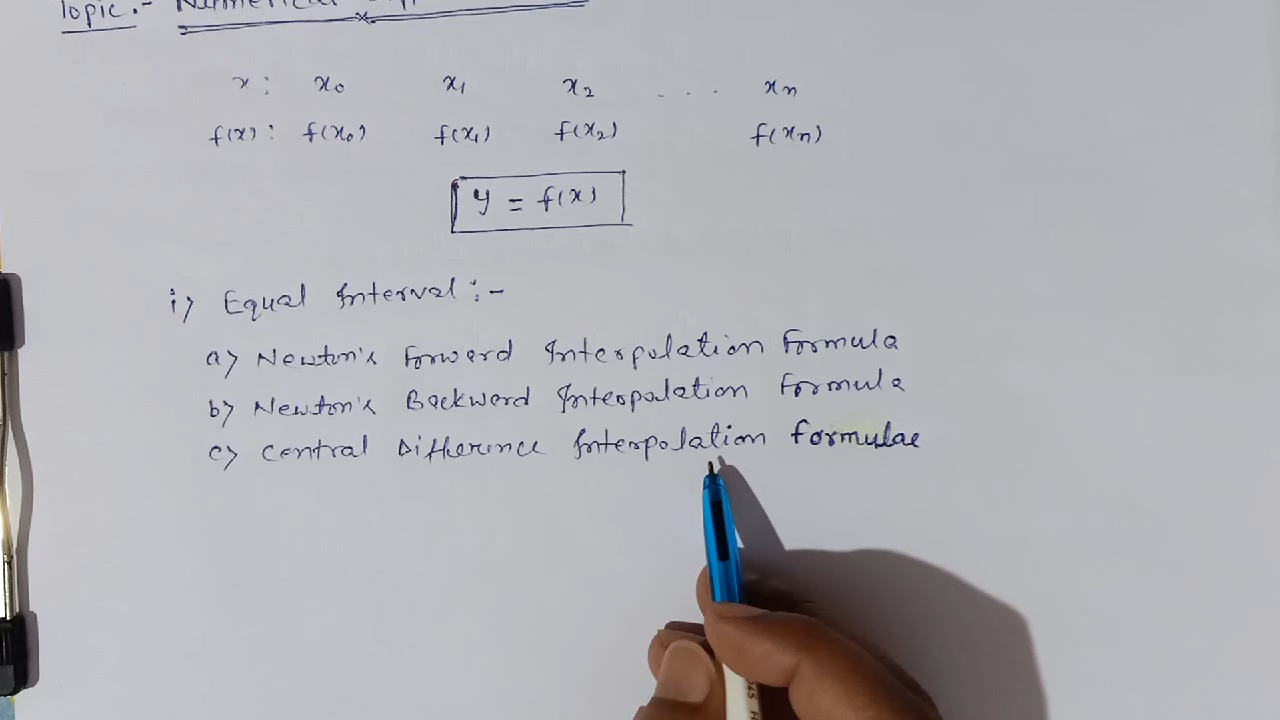 Topic:- Numerical
x : x₀ x₁ x₂ . . . . xₙ
f(x) : f(x₀) f(x₁) f(x₂) f(xₙ)
y = f(x)
i) Equal Interval :-
a) Newton's Forward Interpolation Formula
b) Newton's Backward Interpolation Formula
c) Central Difference Interpolation formulae